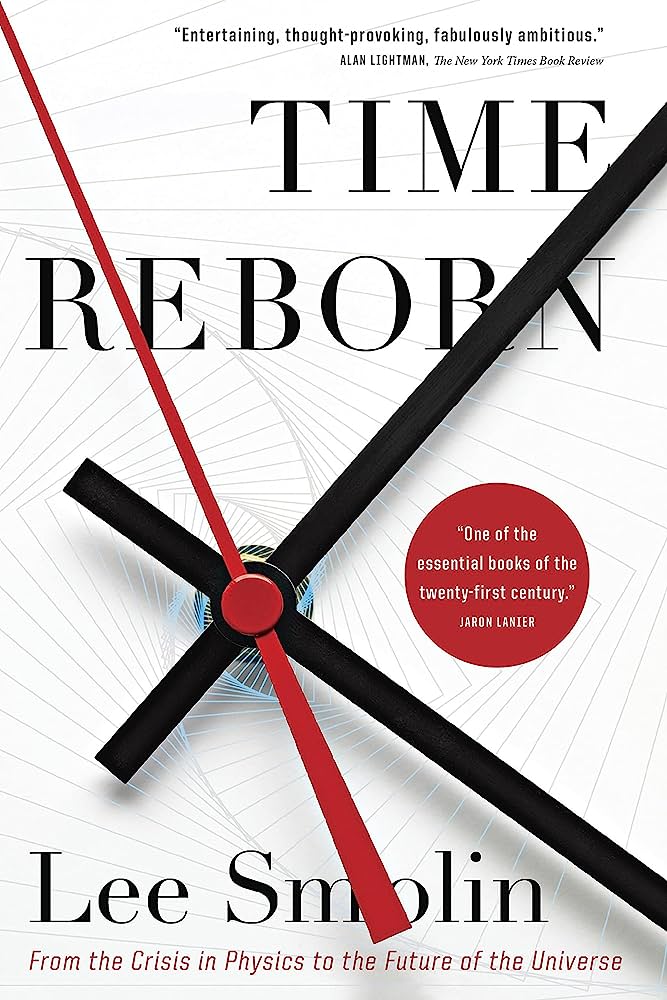 “Entertaining, thought-provoking, fabulously ambitious.”
ALAN LIGHTMAN, The New York Times Book Review
TIME
REBORN
“One of the
essential books of the
twenty-first century.”
JARON LANIER
Lee Smolin
From the Crisis in Physics to the Future of the Universe